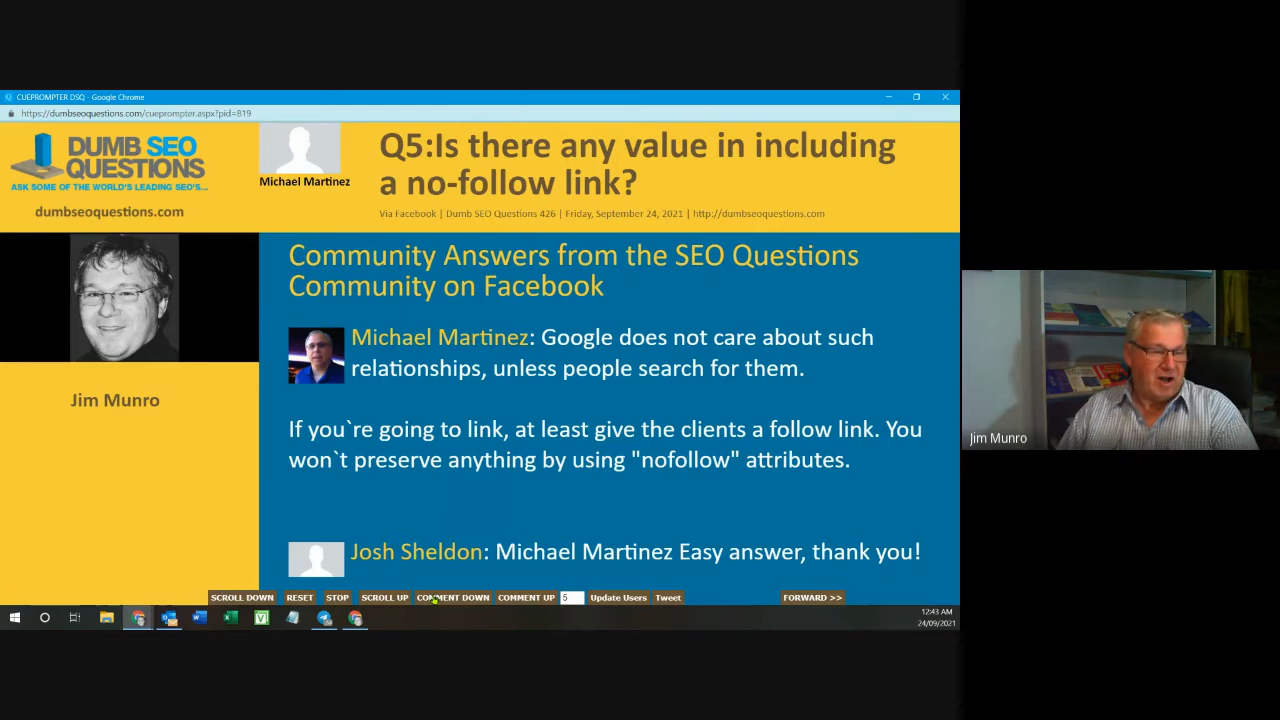 CUEPROMPTER DSQ - Google Chrome
https://dumbseoquestions.com/cueprompter.aspx?pid=819
DUMB SEO
QUESTIONS
ASK SOME OF THE WORLD'S LEADING SEO'S...
dumbseoquestions.com
Michael Martinez
Q5:Is there any value in including
a no-follow link?
Via Facebook | Dumb SEO Questions 426 | Friday, September 24, 2021 | http://dumbseoquestions.com
Jim Munro
Community Answers from the SEO Questions
Community on Facebook
Michael Martinez: Google does not care about such
relationships, unless people search for them.
If you`re going to link, at least give the clients a follow link. You
won`t preserve anything by using "nofollow" attributes.
Josh Sheldon: Michael Martinez Easy answer, thank you!
SCROLL DOWN RESET STOP SCROLL UP COMMENT DOWN COMMENT UP 5 Update Users Tweet FORWARD >>
12:43 AM
24/09/2021
Jim Munro